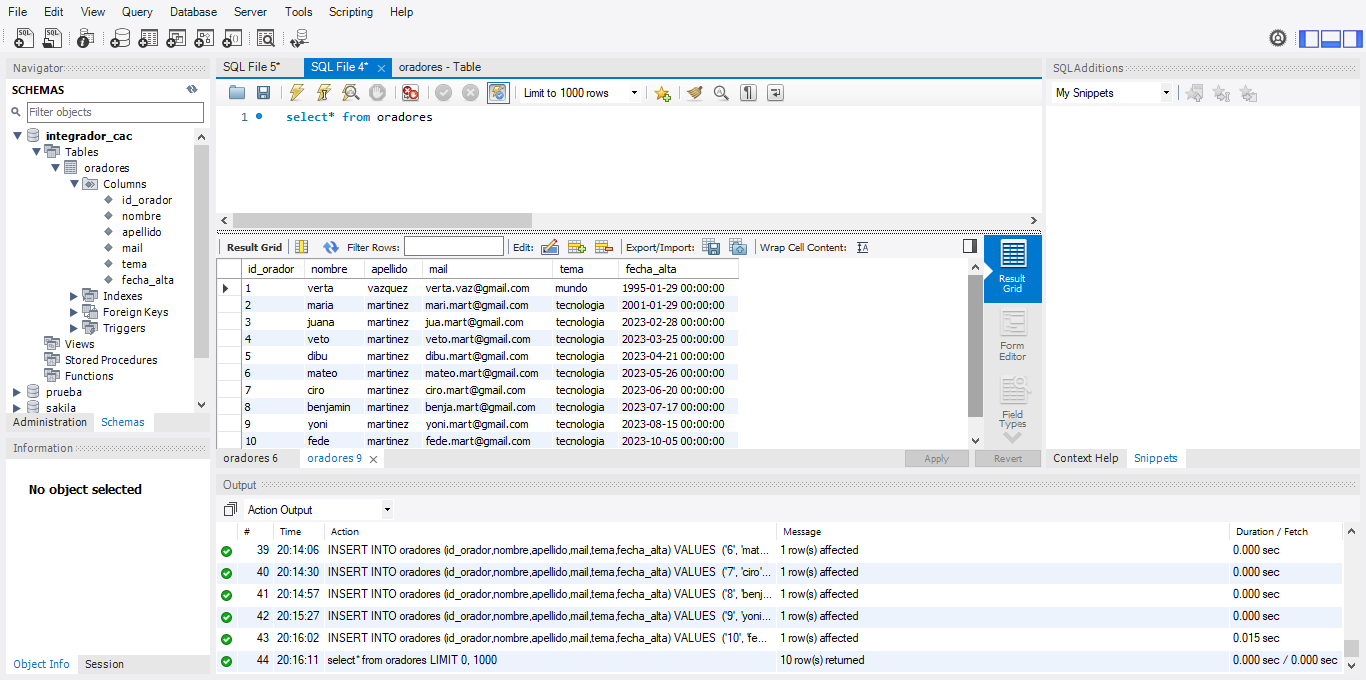 File Edit View Query Database Server Tools Scripting Help
Navigator
SCHEMAS
Filter objects
integrador_cac
Tables
oradores
Columns
id_orador
nombre
apellido
mail
tema
fecha_alta
Indexes
Foreign Keys
Triggers
Views
Stored Procedures
Functions
prueba
sakila
Administration Schemas
Information
No object selected
Object Info Session
SQL File 5* SQL File 4* oradores - Table
Limit to 1000 rows
1 select* from oradores
Result Grid Filter Rows: Edit: Export/Import: Wrap Cell Content:
id_orador nombre apellido mail tema fecha_alta
1 verta vazquez verta.vaz@gmail.com mundo 1995-01-29 00:00:00
2 maria martinez mari.mart@gmail.com tecnologia 2001-01-29 00:00:00
3 juana martinez jua.mart@gmail.com tecnologia 2023-02-28 00:00:00
4 veto martinez veto.mart@gmail.com tecnologia 2023-03-25 00:00:00
5 dibu martinez dibu.mart@gmail.com tecnologia 2023-04-21 00:00:00
6 mateo martinez mateo.mart@gmail.com tecnologia 2023-05-26 00:00:00
7 ciro martinez ciro.mart@gmail.com tecnologia 2023-06-20 00:00:00
8 benjamin martinez benja.mart@gmail.com tecnologia 2023-07-17 00:00:00
9 yoni martinez yoni.mart@gmail.com tecnologia 2023-08-15 00:00:00
10 fede martinez fede.mart@gmail.com tecnologia 2023-10-05 00:00:00
Result
Grid
Form
Editor
Field
Types
oradores 6 oradores 9 Apply Revert
SQLAdditions
My Snippets
Context Help Snippets
Output
Action Output
# Time Action Message Duration / Fetch
39 20:14:06 INSERT INTO oradores (id_orador,nombre,apellido,mail,tema,fecha_alta) VALUES ('6', 'mat... 1 row(s) affected 0.000 sec
40 20:14:30 INSERT INTO oradores (id_orador,nombre,apellido,mail,tema,fecha_alta) VALUES ('7', 'ciro'... 1 row(s) affected 0.000 sec
41 20:14:57 INSERT INTO oradores (id_orador,nombre,apellido,mail,tema,fecha_alta) VALUES ('8', 'benj... 1 row(s) affected 0.000 sec
42 20:15:27 INSERT INTO oradores (id_orador,nombre,apellido,mail,tema,fecha_alta) VALUES ('9', 'yoni... 1 row(s) affected 0.000 sec
43 20:16:02 INSERT INTO oradores (id_orador,nombre,apellido,mail,tema,fecha_alta) VALUES ('10', 'fe... 1 row(s) affected 0.015 sec
44 20:16:11 select* from oradores LIMIT 0, 1000 10 row(s) returned 0.000 sec / 0.000 sec